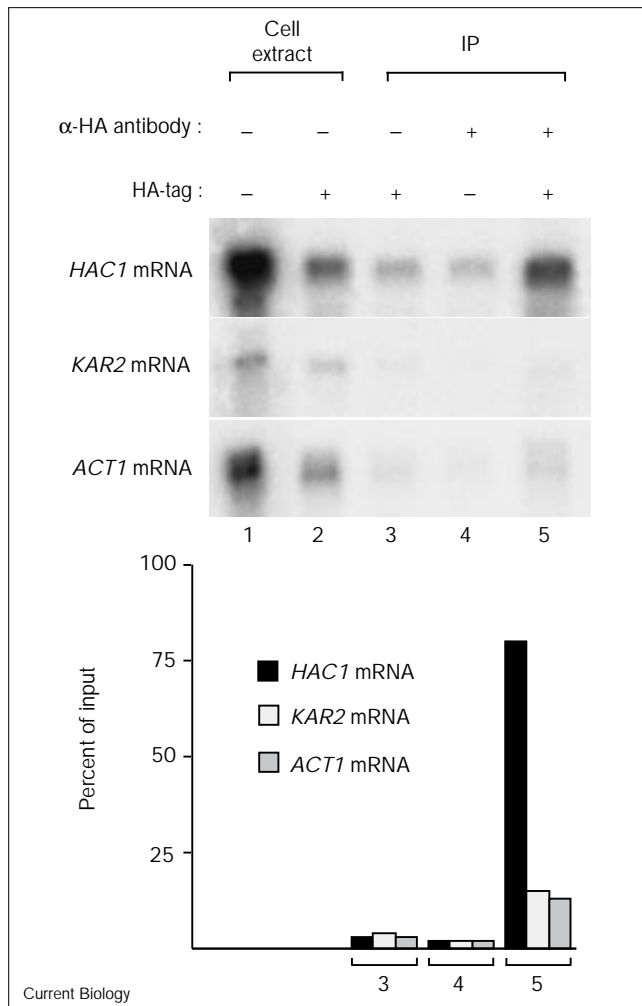 Cell
extract
IP
α-HA antibody : – – – + +
HA-tag : – + + – +
HAC1 mRNA
KAR2 mRNA
ACT1 mRNA
1 2 3 4 5
100
75
50
25
Percent of input
HAC1 mRNA
KAR2 mRNA
ACT1 mRNA
3 4 5
Current Biology